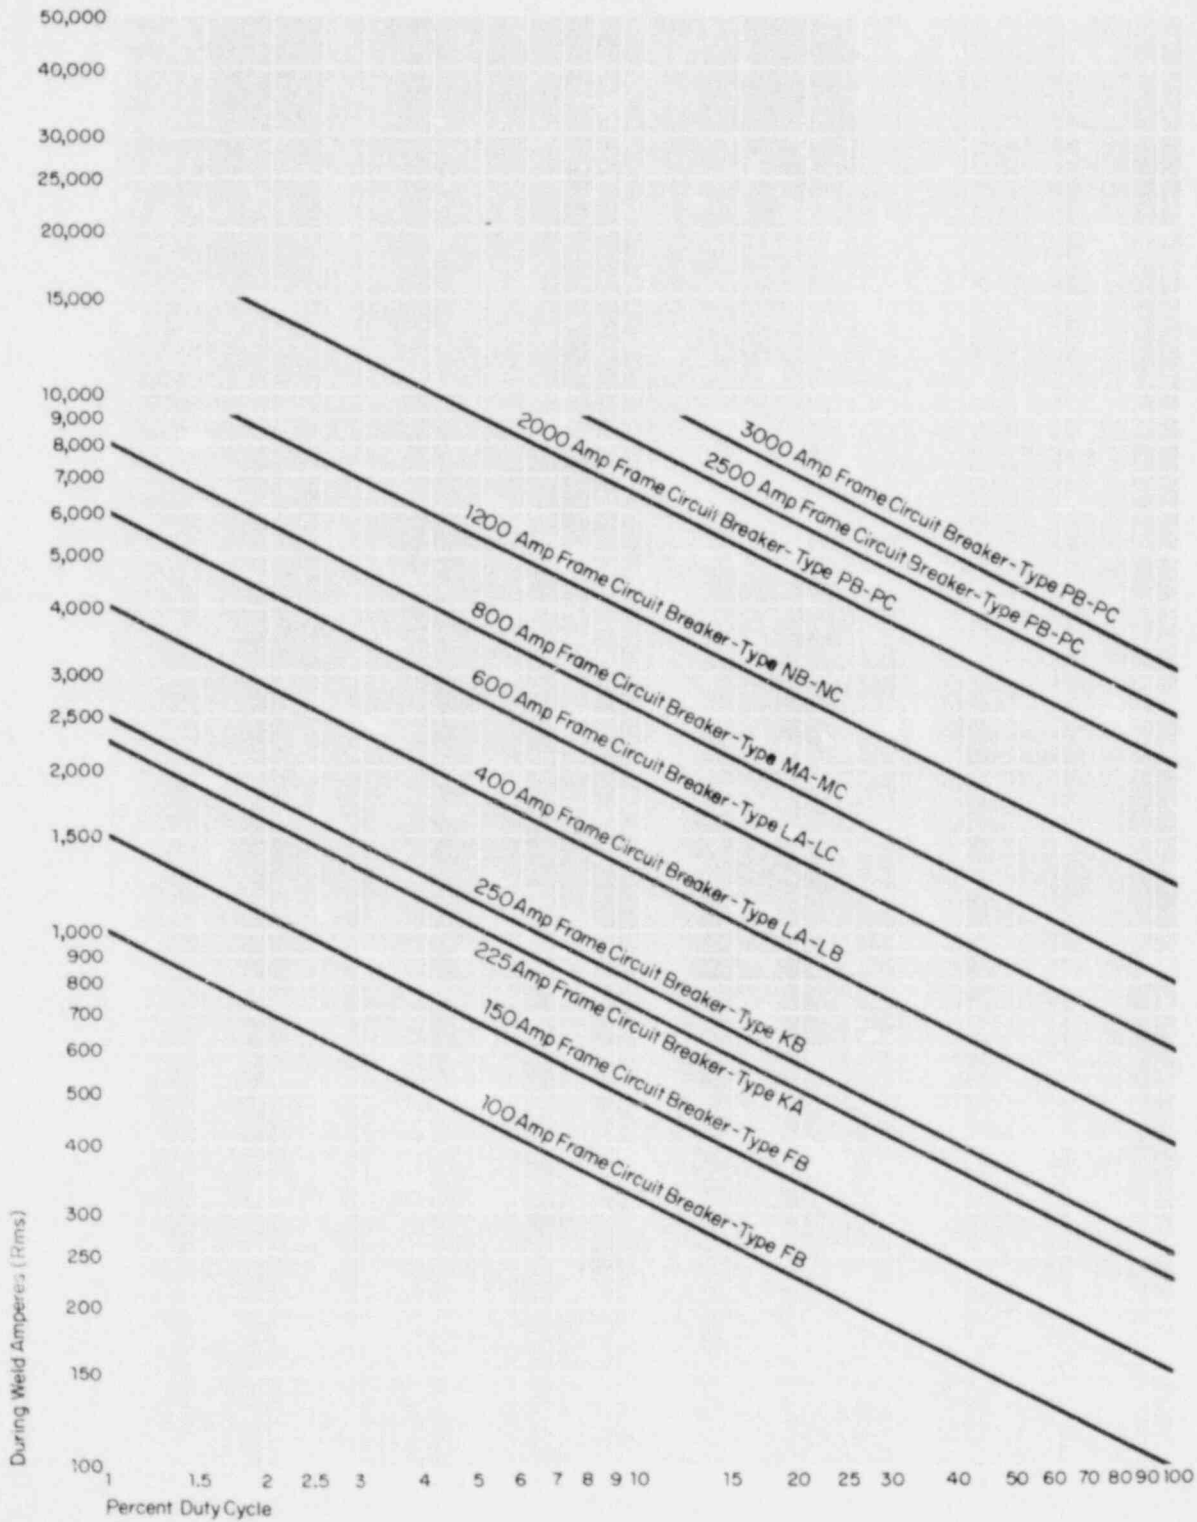 50,000
40,000
30,000
25,000
20,000
15,000
10,000
9,000
8,000
7,000
6,000
5,000
4,000
3,000
2,500
2,000
1,500
1,000
900
800
700
600
500
400
300
250
200
150
100
During Weld Amperes (Rms)
3000 Amp Frame Circuit Breaker-Type PB-PC
2500 Amp Frame Circuit Breaker-Type PB-PC
2000 Amp Frame Circuit Breaker-Type PB-PC
1200 Amp Frame Circuit Breaker-Type NB-NC
800 Amp Frame Circuit Breaker-Type MA-MC
600 Amp Frame Circuit Breaker-Type LA-LC
400 Amp Frame Circuit Breaker-Type LA-LB
250 Amp Frame Circuit Breaker-Type KB
225 Amp Frame Circuit Breaker-Type KA
150 Amp Frame Circuit Breaker-Type FB
100 Amp Frame Circuit Breaker-Type FB
1 1.5 2 2.5 3 4 5 6 7 8 9 10 15 20 25 30 40 50 60 70 80 90 100
Percent Duty Cycle